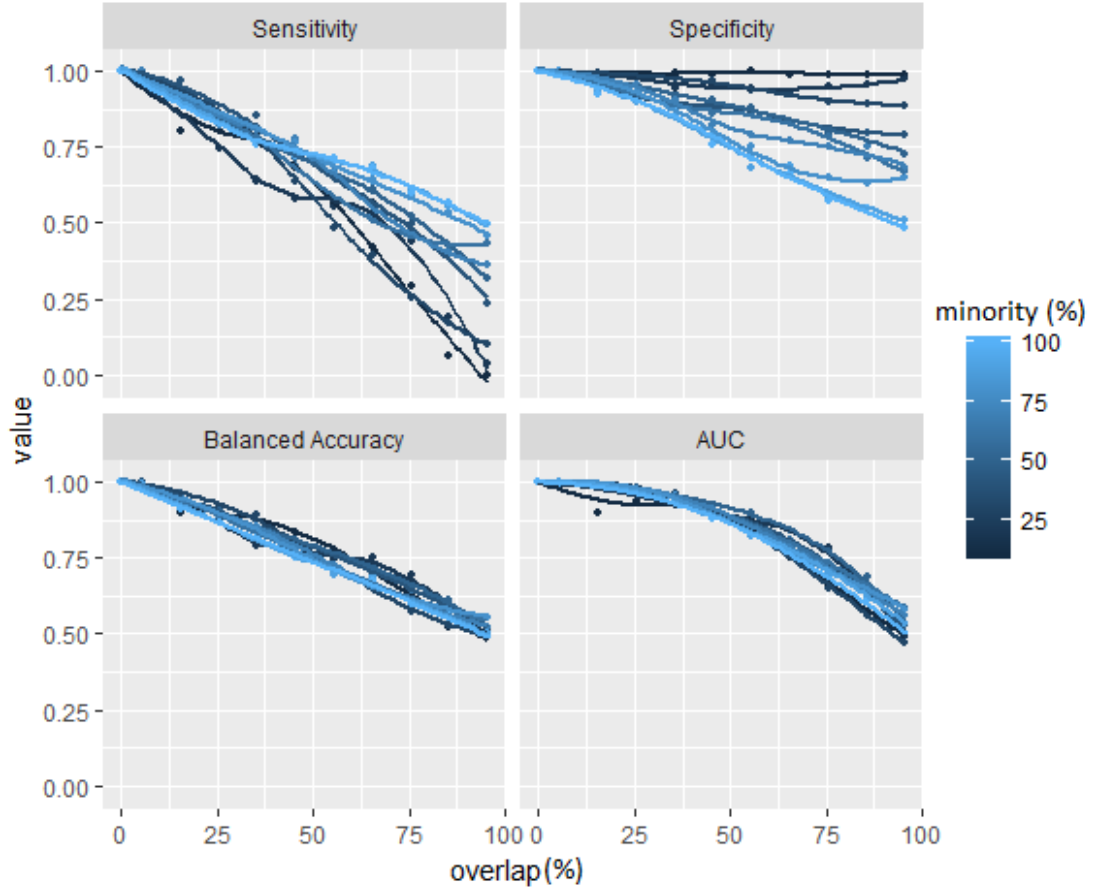 Sensitivity Specificity
1.00
0.75
0.50
0.25
0.00
value
Balanced Accuracy AUC
1.00
0.75
0.50
0.25
0.00
0 25 50 75 100 0 25 50 75 100
overlap(%)
minority (%)
100
75
50
25